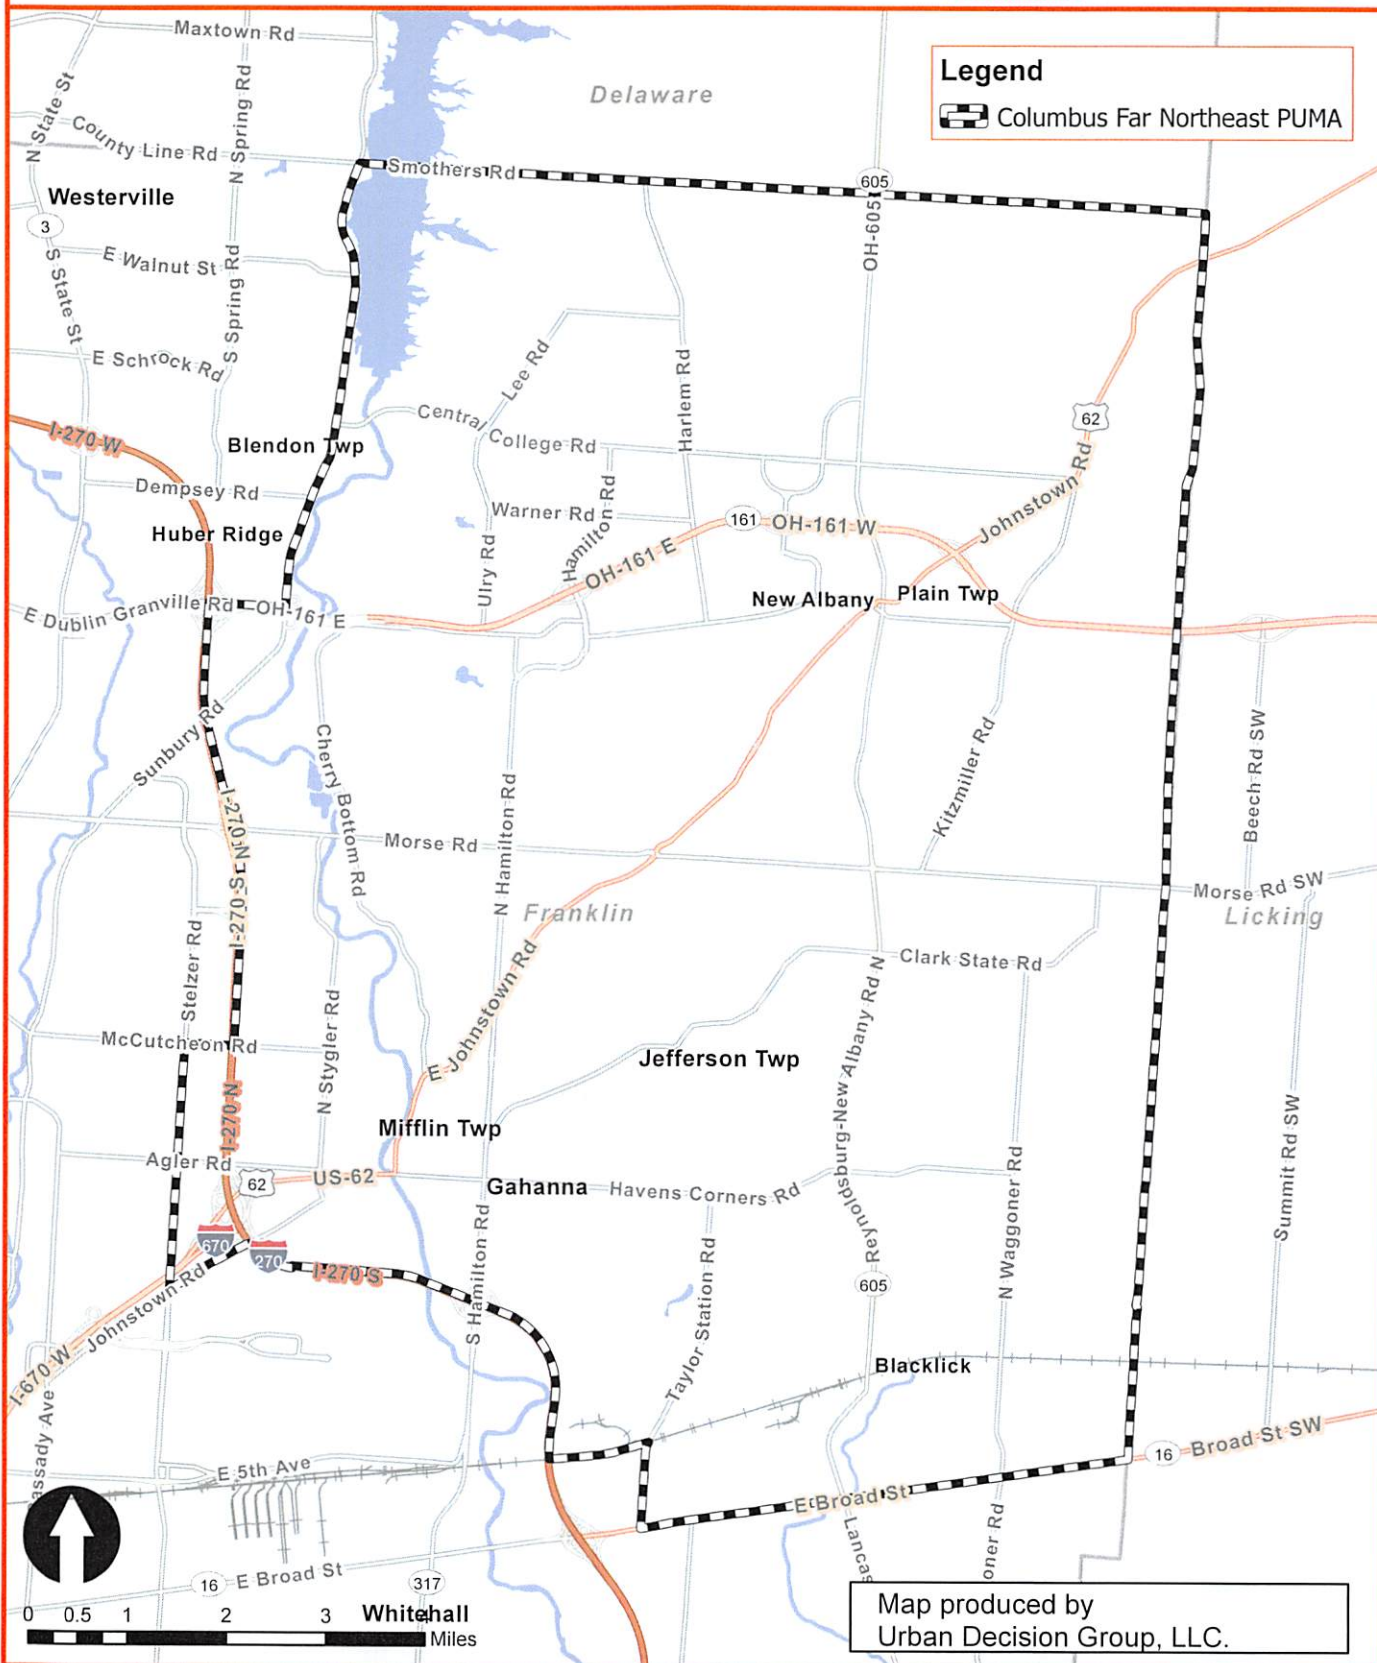 Maxtown Rd
Delaware
Legend
Columbus Far Northeast PUMA
N State St
N Spring Rd
County Line Rd
Smothers Rd
605
Westerville
3
OH-605
E Walnut St
S State St
S Spring Rd
E Schrock Rd
Lee Rd
Harlem Rd
Central College Rd
62
I-270 W
Blendon Twp
Johnstown Rd
Dempsey Rd
Hamilton Rd
Warner Rd
161
OH-161 W
Huber Ridge
OH-161 E
Ulry Rd
New Albany
Plain Twp
E Dublin Granville Rd
OH-161 E
Sunbury Rd
Cherry Bottom Rd
N Hamilton Rd
Kitzmiller Rd
Beech Rd SW
I-270 N
Morse Rd
I-270 S
Morse Rd SW
Franklin
Licking
Stelzer Rd
E Johnstown Rd
Clark State Rd
N Stygler Rd
Reynoldsburg-New Albany Rd N
McCutcheon Rd
Jefferson Twp
I-270 N
Mifflin Twp
Agler Rd
62
US-62
Gahanna
Havens Corners Rd
N Waggoner Rd
Summit Rd SW
Reynoldsburg
670
270
I-270 S
S Hamilton Rd
Taylor Station Rd
605
Johnstown Rd
I-670 W
Blacklick
assady Ave
E 5th Ave
16
Broad St SW
E Broad St
Lancas
oner Rd
16
E Broad St
317
0 0.5 1 2 3 4
Whitehall
Miles
Map produced by
Urban Decision Group, LLC.